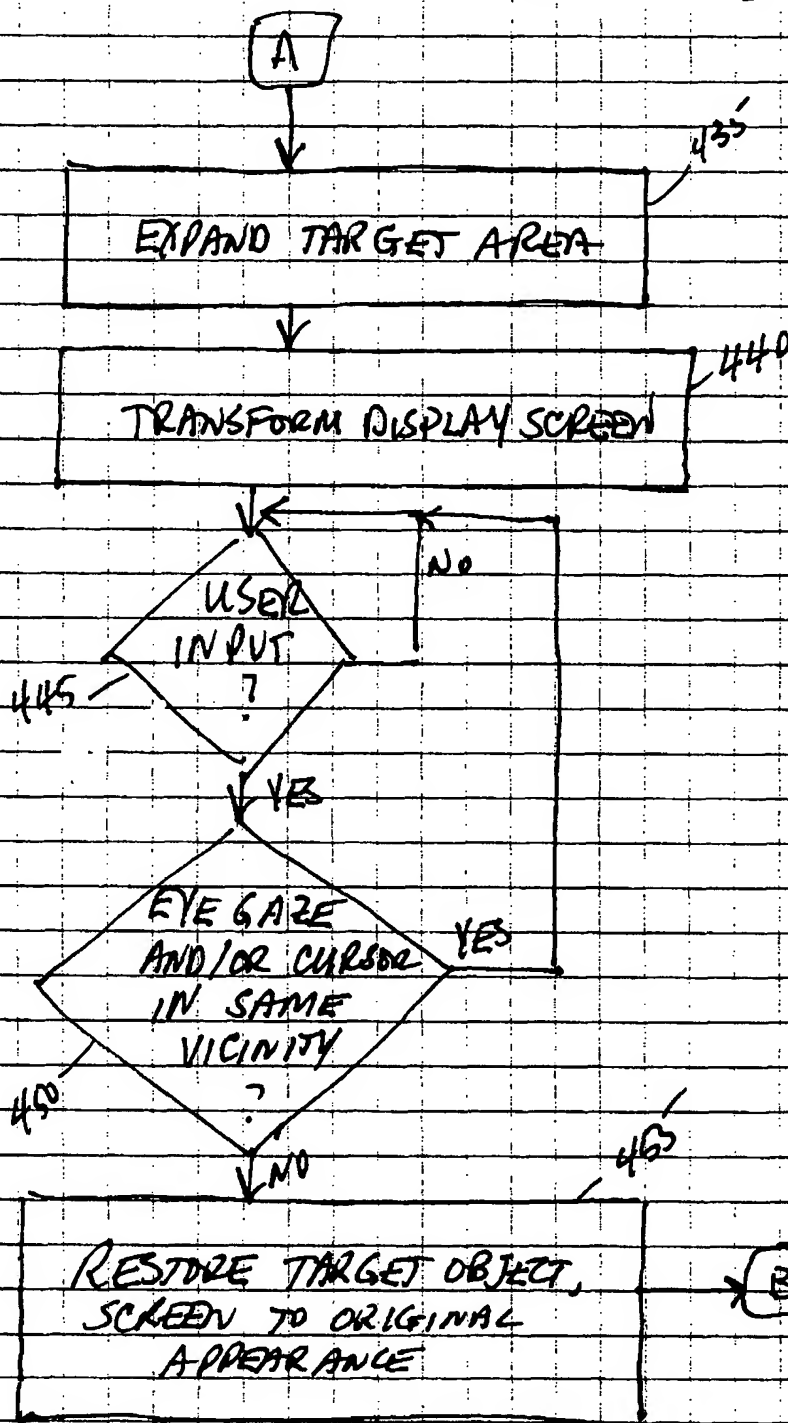 A
435
EXPAND TARGET AREA
440
TRANSFORM DISPLAY SCREEN
NO
USER
INPUT
?
445
YES
EYE GAZE
AND/OR CURSOR
IN SAME
VICINITY
?
YES
450
NO
RESTORE TARGET OBJECT,
SCREEN TO ORIGINAL
APPEARANCE
B